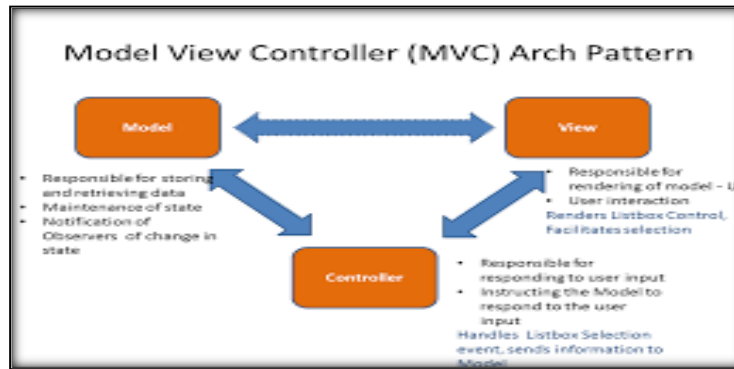 Model View Controller (MVC) Arch Pattern
Model
View
• Responsible for storing
and retrieving data
• Maintenance of state
• Notification of
Observers of change in
state
• Responsible for
rendering of model – U
• User interaction
Renders Listbox Control,
Facilitates selection
Controller
• Responsible for
responding to user input
• Instructing the Model to
respond to the user
input
Handles Listbox Selection
event, sends information to
Model